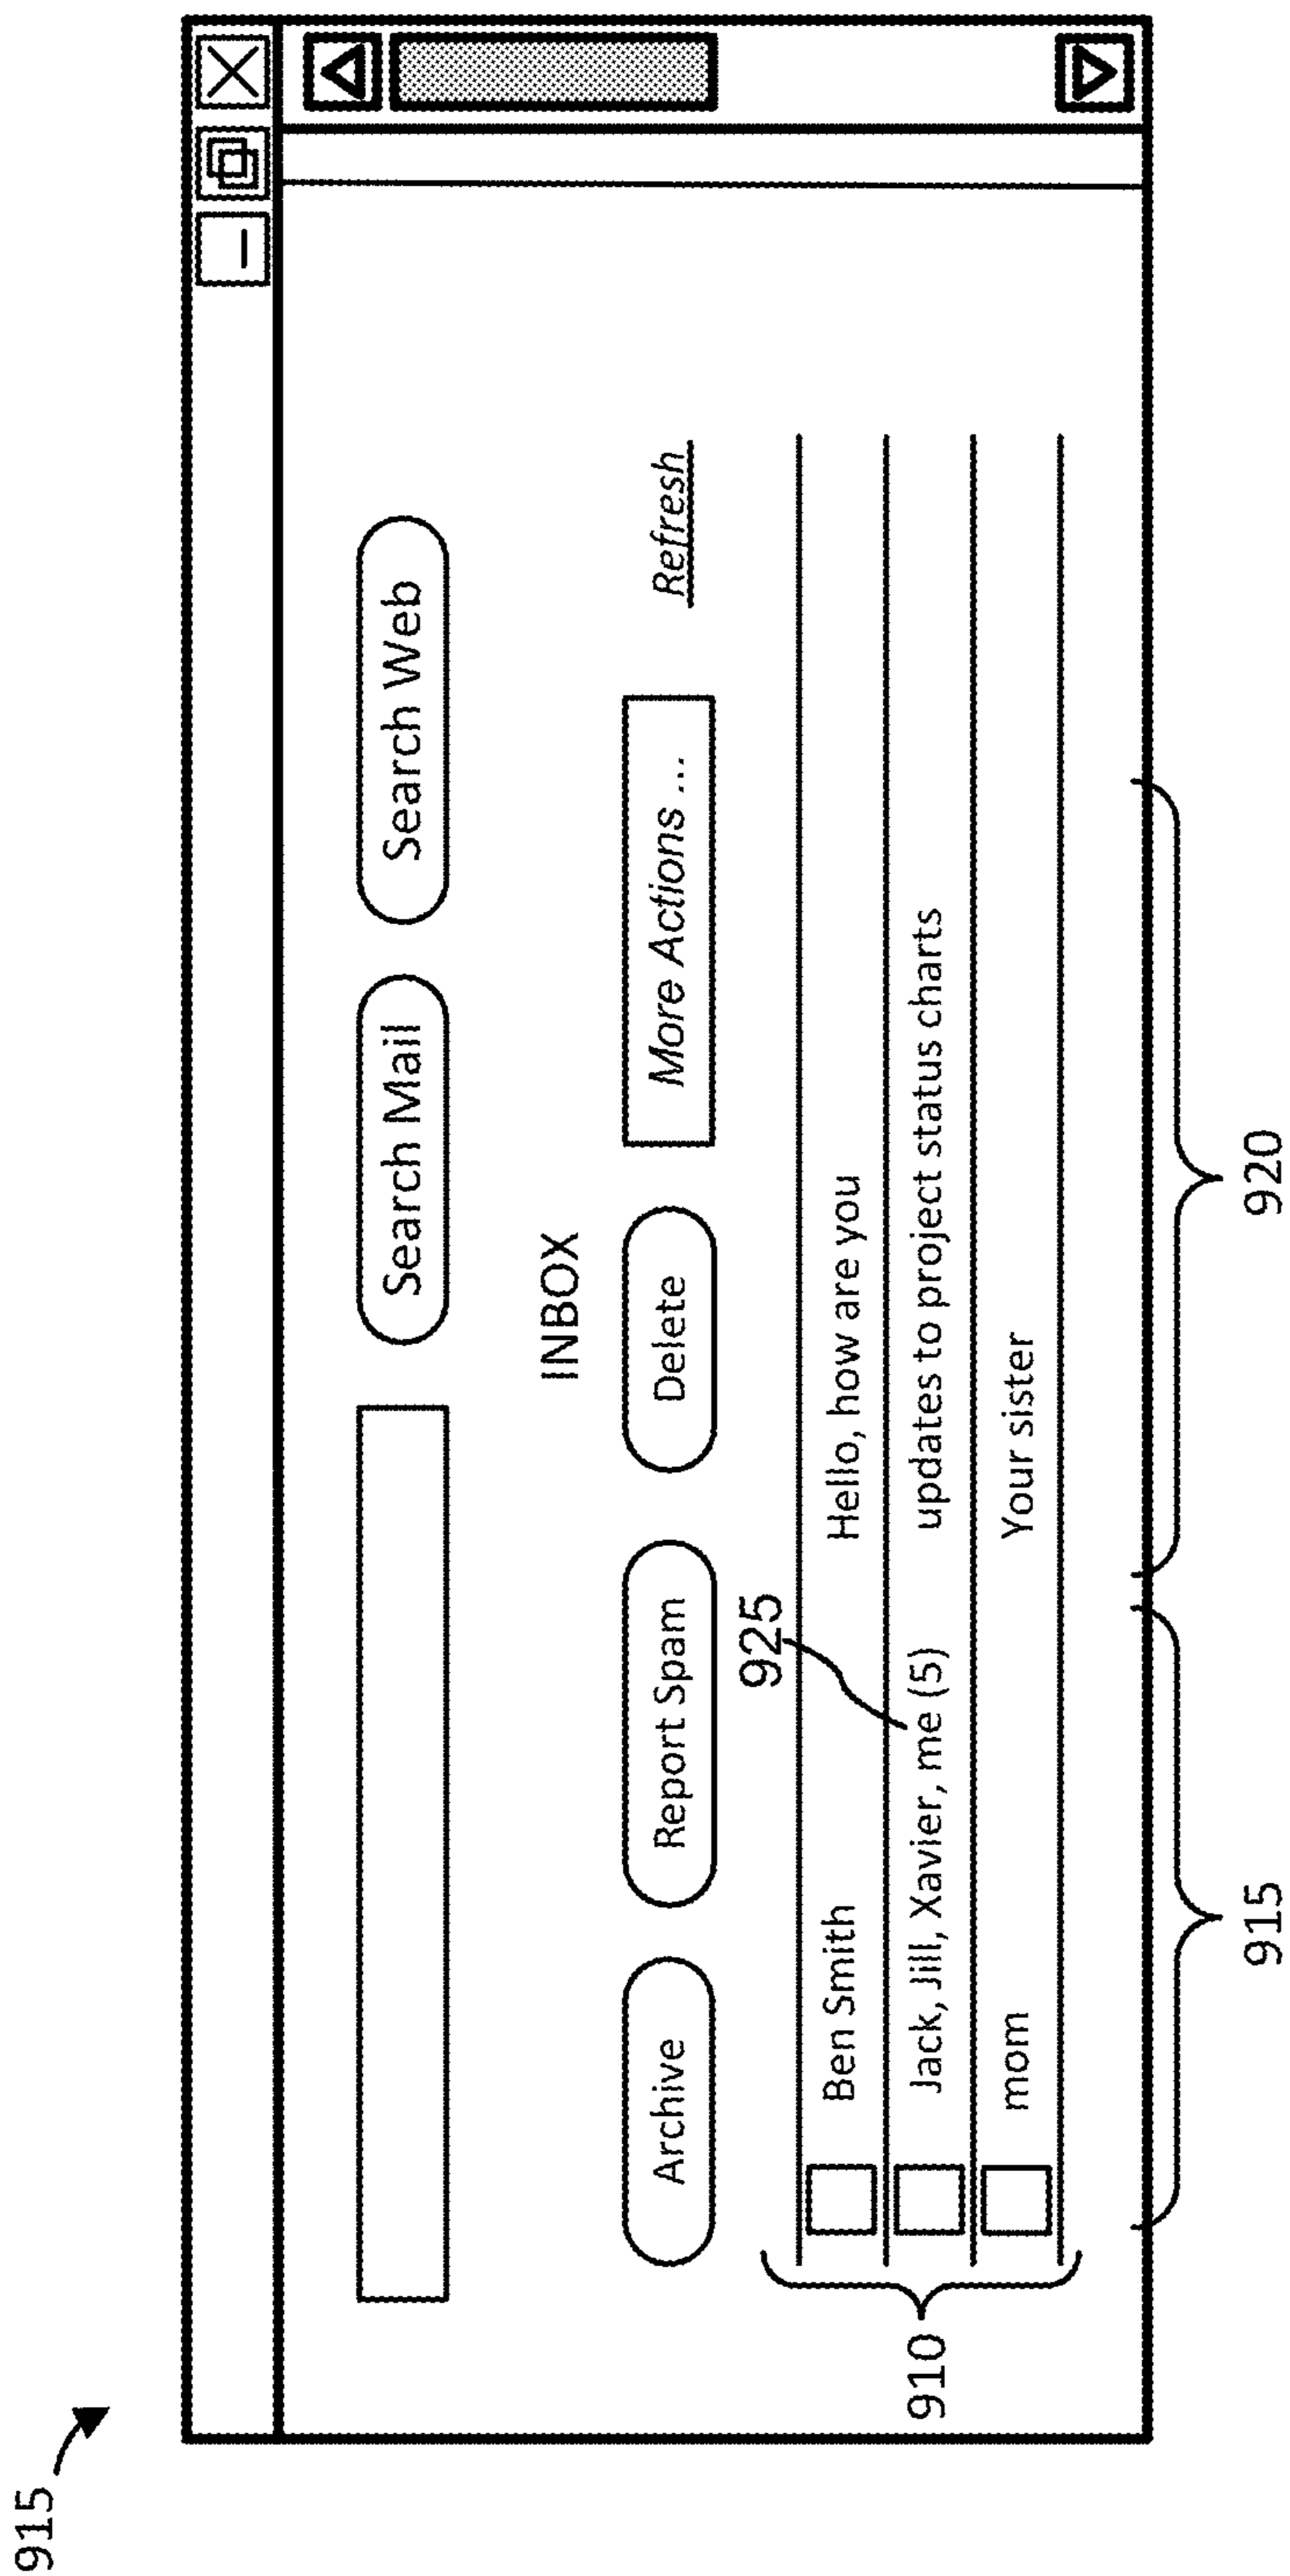 915
Search Mail Search Web
INBOX
Archive Report Spam Delete More Actions ... Refresh
925
910
Ben Smith Hello, how are you
Jack, Jill, Xavier, me (5) updates to project status charts
mom Your sister
915 920